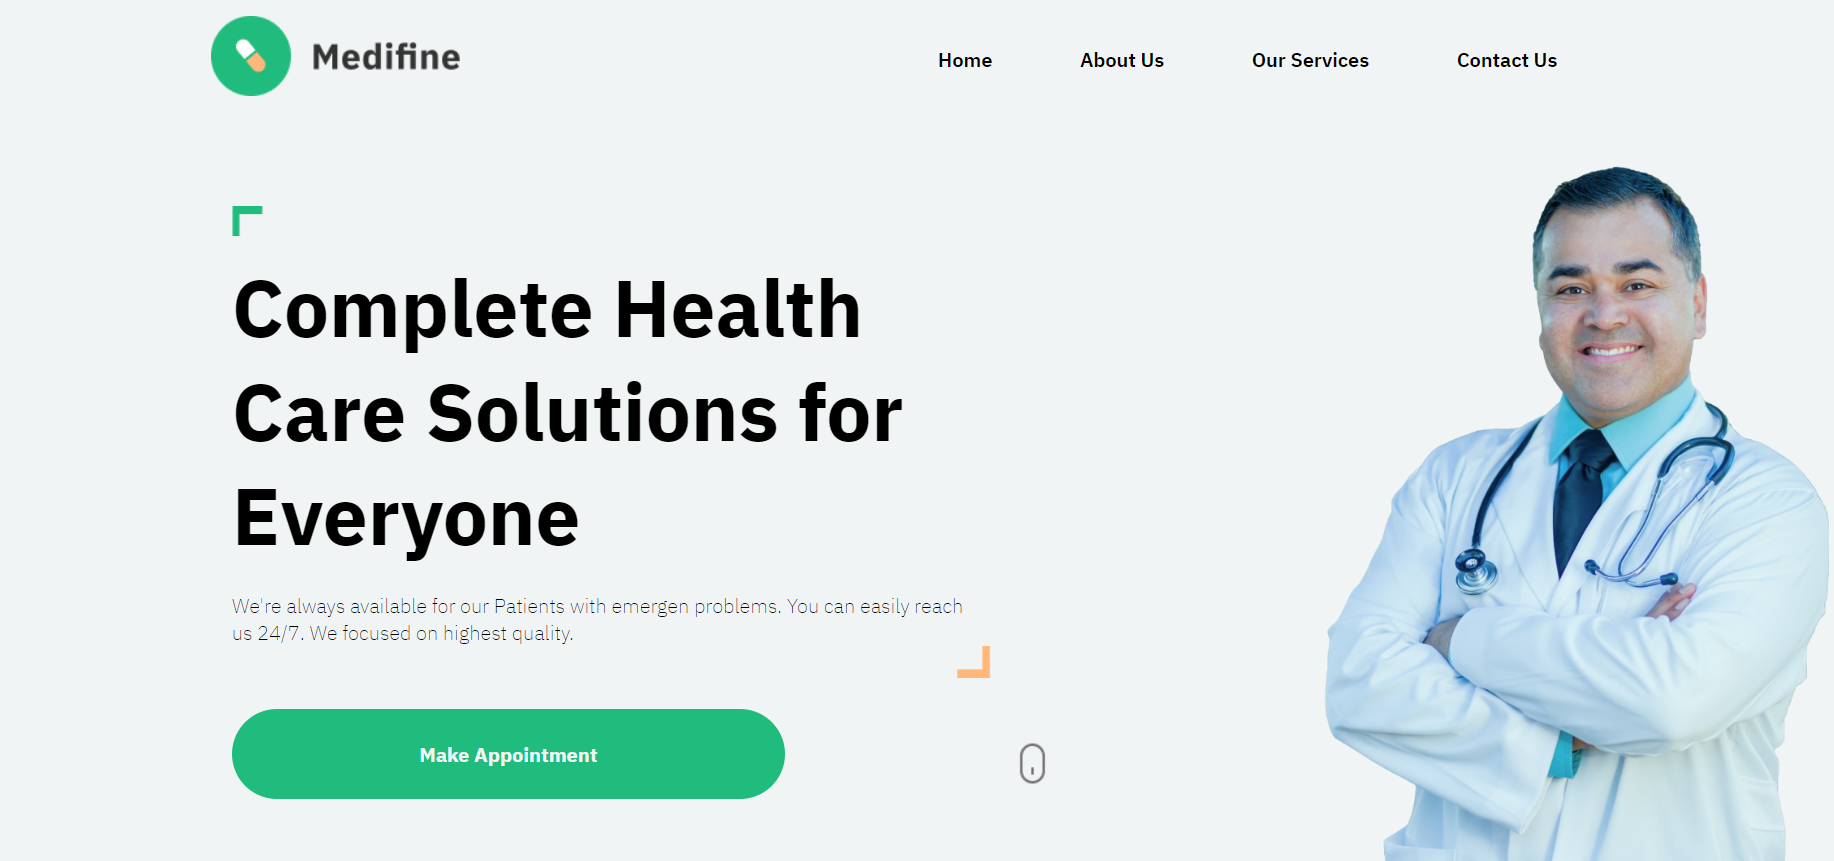 Medifine
Home About Us Our Services Contact Us
Complete Health
Care Solutions for
Everyone
We're always available for our Patients with emergen problems. You can easily reach
us 24/7. We focused on highest quality.
Make Appointment